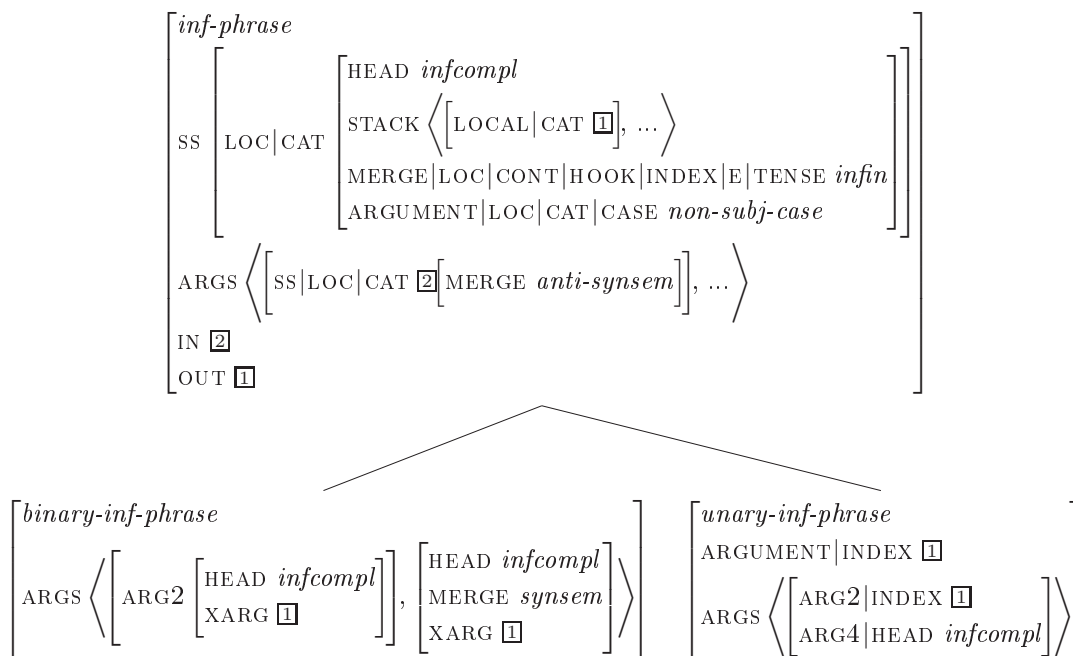 inf-phrase
HEAD infcompl
STACK ⟨[LOCAL|CAT 1], ...⟩
SS [LOC|CAT
MERGE|LOC|CONT|HOOK|INDEX|E|TENSE infin
ARGUMENT|LOC|CAT|CASE non-subj-case
ARGS ⟨[SS|LOC|CAT 2[MERGE anti-synsem]], ...⟩
IN 2
OUT 1
binary-inf-phrase
ARGS ⟨[ARG2 [HEAD infcompl
XARG 1]], [HEAD infcompl
MERGE synsem
XARG 1]⟩
unary-inf-phrase
ARGUMENT|INDEX 1
ARGS ⟨[ARG2|INDEX 1
ARG4|HEAD infcompl]⟩